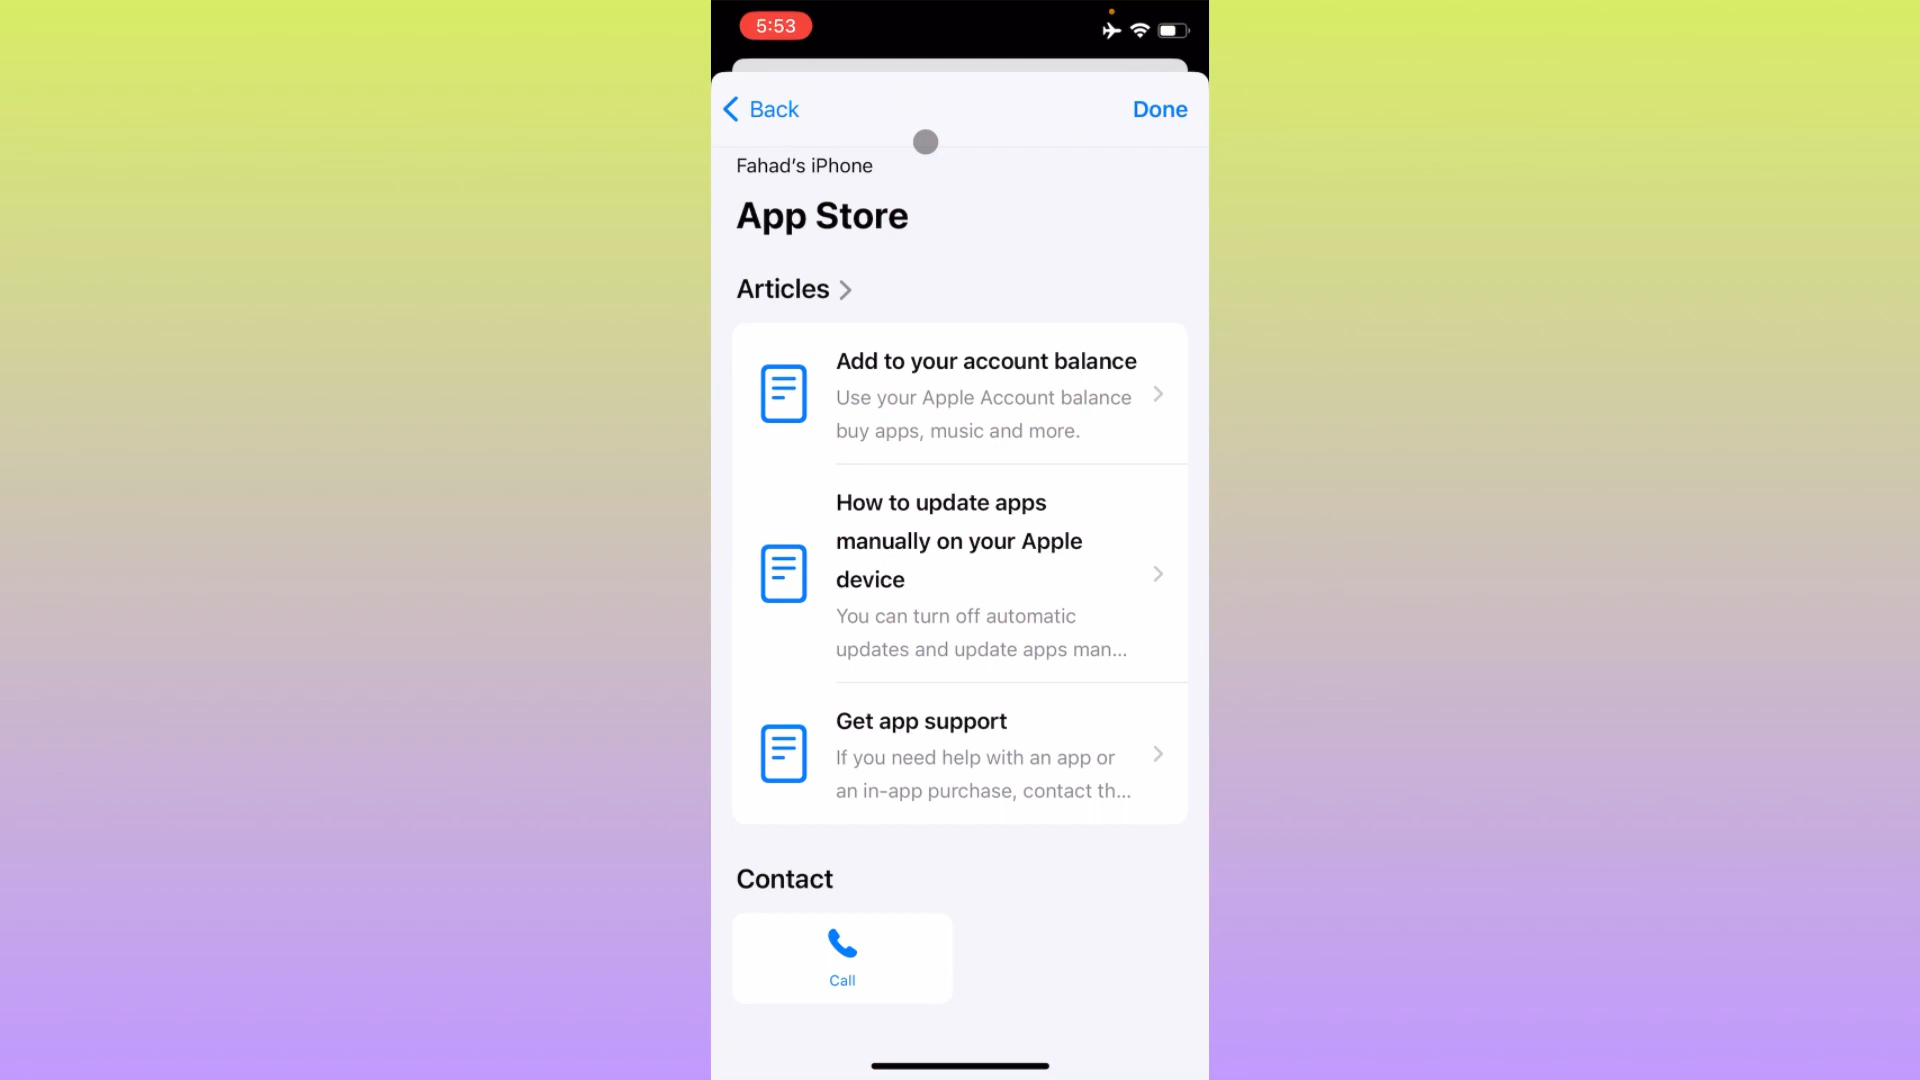 5:53
Back
Done
Fahad's iPhone
App Store
Articles
Add to your account balance
Use your Apple Account balance
buy apps, music and more.
How to update apps
manually on your Apple
device
You can turn off automatic
updates and update apps man...
Get app support
If you need help with an app or
an in-app purchase, contact th...
Contact
Call